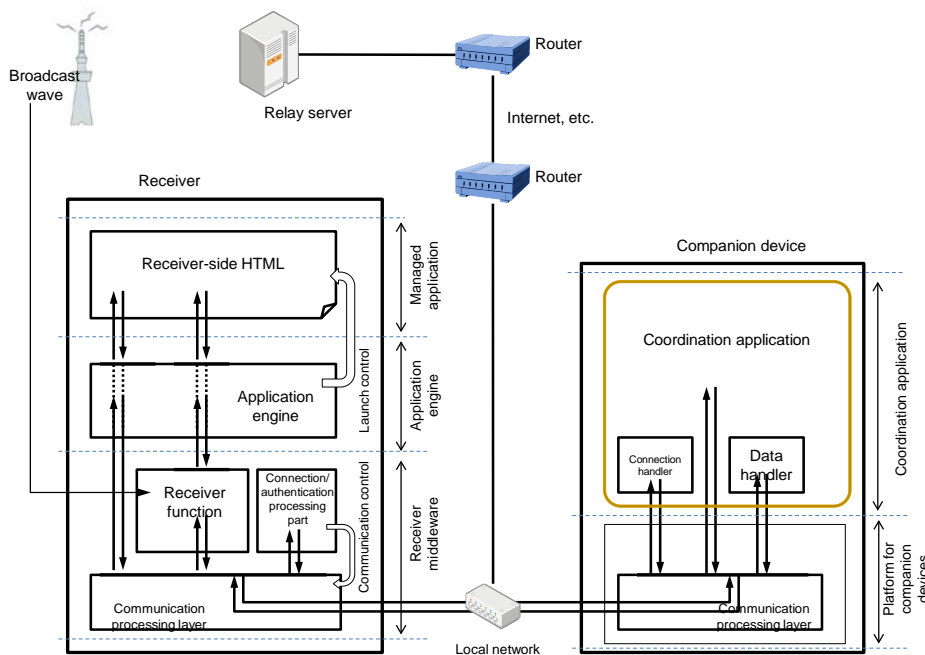 Broadcast
wave
Relay server
Router
Internet, etc.
Router
Receiver
Receiver-side HTML
Managed
application
Application
engine
Launch control
Application
engine
Receiver
function
Connection/
authentication
processing
part
Communication control
Receiver
middleware
Communication
processing layer
Local network
Companion device
Coordination application
Coordination application
Connection
handler
Data
handler
Communication
processing layer
Platform for
companion
devices